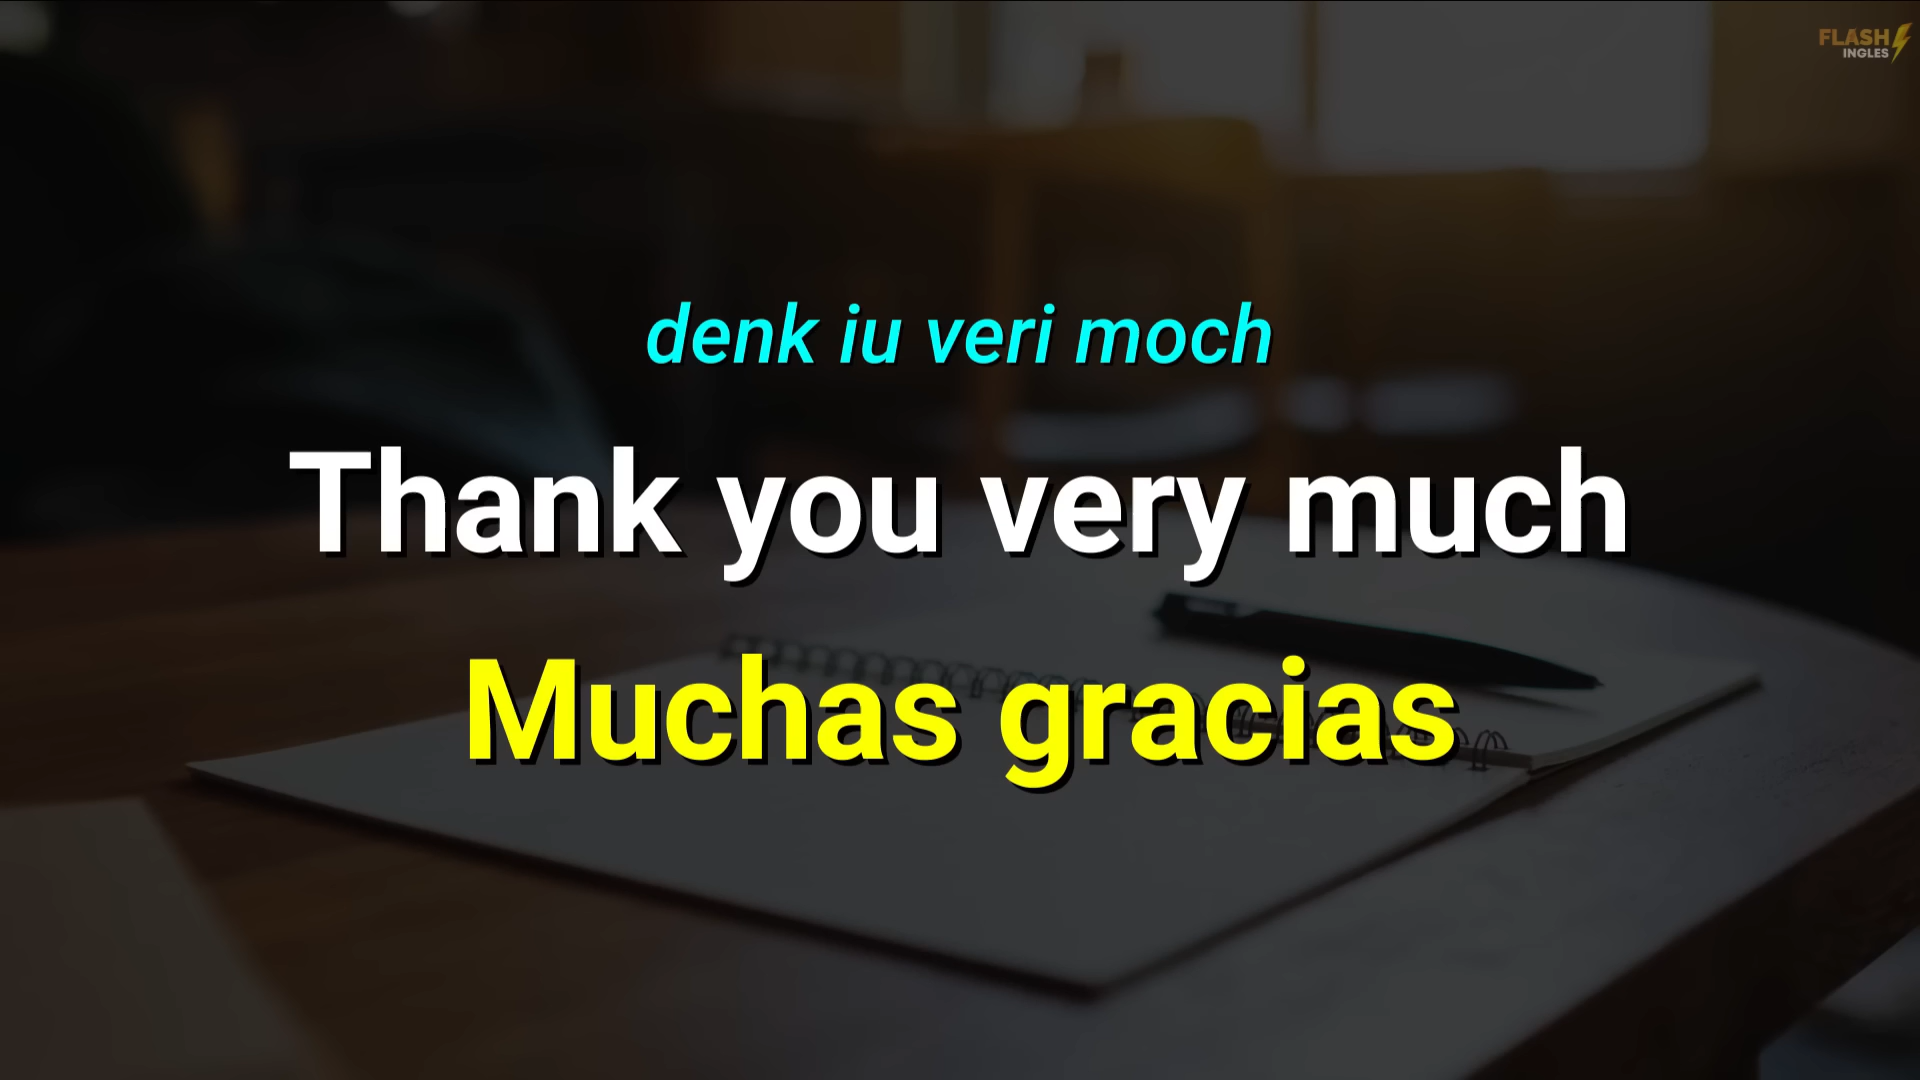 FLASH
INGLES
denk iu veri moch
Thank you very much
Muchas gracias